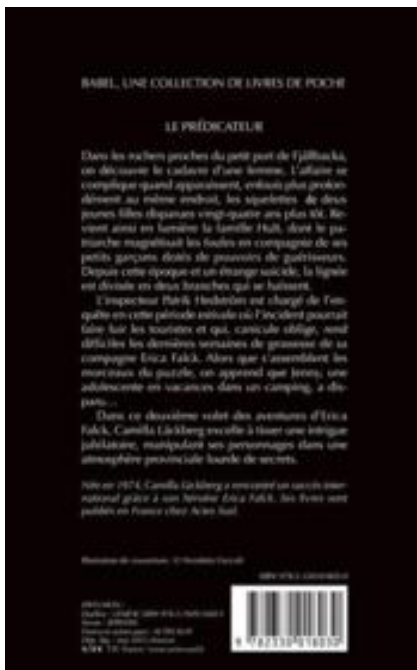 BABEL, UNE COLLECTION DE LIVRES DE POCHE
LE PRÉDICATEUR
Dans les rochers proches du petit port de Fjällbacka,
on découvre le cadavre d'une femme. L'affaire se
complique quand apparaissent, enfouis plus profon-
dément au même endroit, les squelettes de deux
jeunes filles disparues vingt-quatre ans plus tôt. Re-
vient ainsi en lumière la famille Hult, dont le pa-
triarche magnétisait les foules en compagnie de ses
petits garçons dotés de pouvoirs de guérisseurs.
Depuis cette époque et un étrange suicide, la lignée
est divisée en deux branches qui se haïssent.
L'inspecteur Patrik Hedström est chargé de l'en-
quête en cette période estivale où l'incident pourrait
faire fuir les touristes et qui, canicule oblige, rend
difficiles les dernières semaines de grossesse de sa
compagne Erica Falck. Alors que s'assemblent les
morceaux du puzzle, on apprend que Jenny, une
adolescente en vacances dans un camping, a dis-
paru...
Dans ce deuxième volet des aventures d'Erica
Falck, Camilla Läckberg excelle à tisser une intrigue
jubilatoire, manipulant ses personnages dans une
atmosphère provinciale lourde de secrets.
Née en 1974, Camilla Läckberg a rencontré un succès inter-
national grâce à son héroïne Erica Falck. Ses livres sont
publiés en France chez Actes Sud.
Illustration de couverture :
9 782330 016050